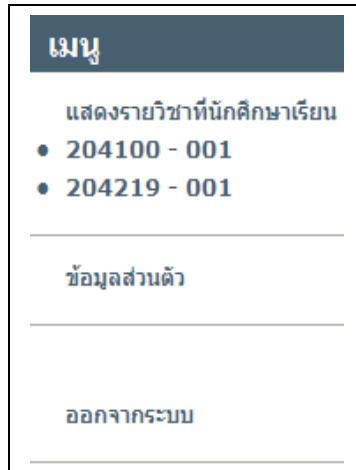 เมนู
แสดงรายวิชาที่นักศึกษาเรียน
• 204100 - 001
• 204219 - 001
ข้อมูลส่วนตัว
ออกจากระบบ